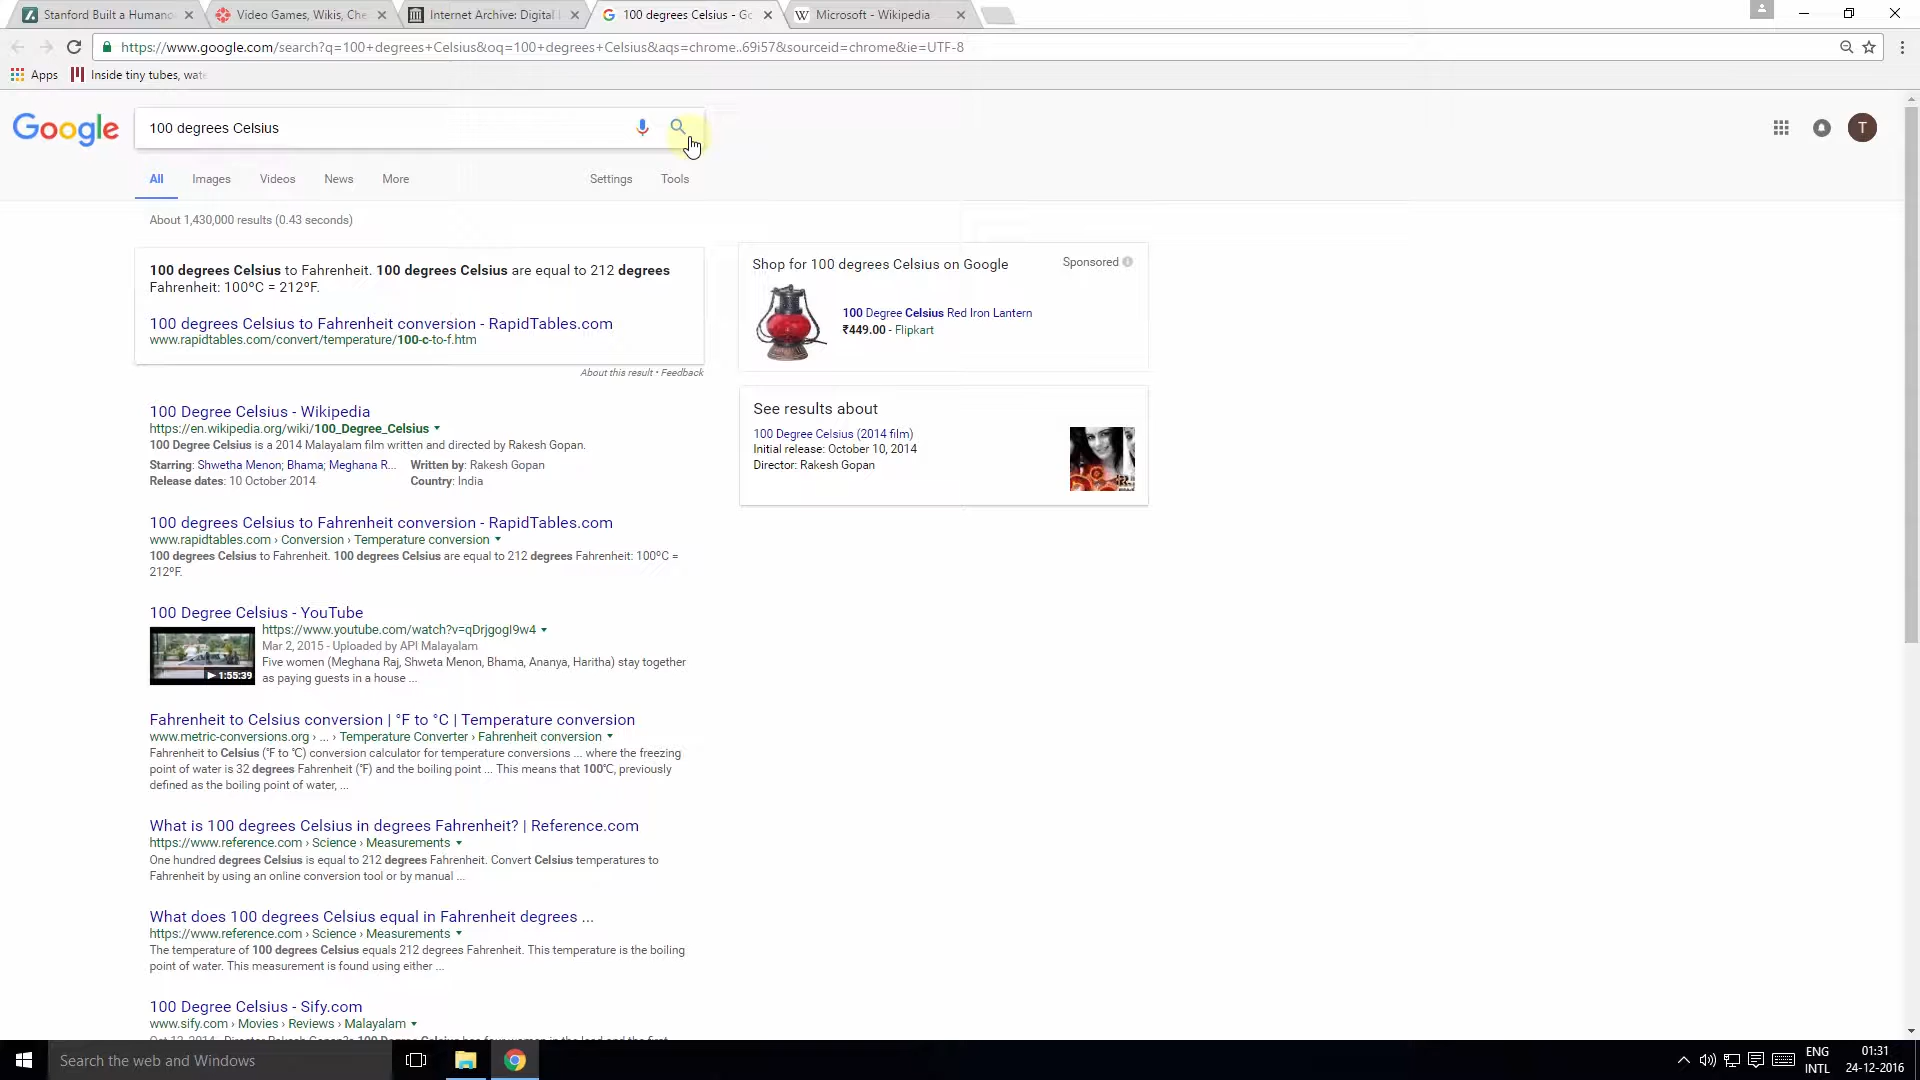 Stanford Built a Humano
Video Games, Wikis, Che
Internet Archive: Digital
100 degrees Celsius - Go
Microsoft - Wikipedia
https://www.google.com/search?q=100+degrees+Celsius&oq=100+degrees+Celsius&aqs=chrome..69i57&sourceid=chrome&ie=UTF-8
Apps
Inside tiny tubes, wate
Google
100 degrees Celsius
T
All
Images
Videos
News
More
Settings
Tools
About 1,430,000 results (0.43 seconds)
100 degrees Celsius to Fahrenheit. 100 degrees Celsius are equal to 212 degrees
Fahrenheit: 100ºC = 212ºF.
100 degrees Celsius to Fahrenheit conversion - RapidTables.com
www.rapidtables.com/convert/temperature/100-c-to-f.htm
About this result • Feedback
Shop for 100 degrees Celsius on Google
Sponsored
100 Degree Celsius Red Iron Lantern
₹449.00 - Flipkart
See results about
100 Degree Celsius (2014 film)
Initial release: October 10, 2014
Director: Rakesh Gopan
100 Degree Celsius - Wikipedia
https://en.wikipedia.org/wiki/100_Degree_Celsius
100 Degree Celsius is a 2014 Malayalam film written and directed by Rakesh Gopan.
Starring: Shwetha Menon; Bhama; Meghana R... Written by: Rakesh Gopan
Release dates: 10 October 2014 Country: India
100 degrees Celsius to Fahrenheit conversion - RapidTables.com
www.rapidtables.com › Conversion › Temperature conversion
100 degrees Celsius to Fahrenheit. 100 degrees Celsius are equal to 212 degrees Fahrenheit: 100ºC =
212ºF.
100 Degree Celsius - YouTube
https://www.youtube.com/watch?v=qDrjgogI9w4
Mar 2, 2015 - Uploaded by API Malayalam
Five women (Meghana Raj, Shweta Menon, Bhama, Ananya, Haritha) stay together
as paying guests in a house ...
1:55:39
Fahrenheit to Celsius conversion | °F to °C | Temperature conversion
www.metric-conversions.org › ... › Temperature Converter › Fahrenheit conversion
Fahrenheit to Celsius (°F to °C) conversion calculator for temperature conversions ... where the freezing
point of water is 32 degrees Fahrenheit (°F) and the boiling point ... This means that 100°C, previously
defined as the boiling point of water, ...
What is 100 degrees Celsius in degrees Fahrenheit? | Reference.com
https://www.reference.com › Science › Measurements
One hundred degrees Celsius is equal to 212 degrees Fahrenheit. Convert Celsius temperatures to
Fahrenheit by using an online conversion tool or by manual ...
What does 100 degrees Celsius equal in Fahrenheit degrees ...
https://www.reference.com › Science › Measurements
The temperature of 100 degrees Celsius equals 212 degrees Fahrenheit. This temperature is the boiling
point of water. This measurement is found using either ...
100 Degree Celsius - Sify.com
www.sify.com › Movies › Reviews › Malayalam
Search the web and Windows
ENG
INTL
01:31
24-12-2016